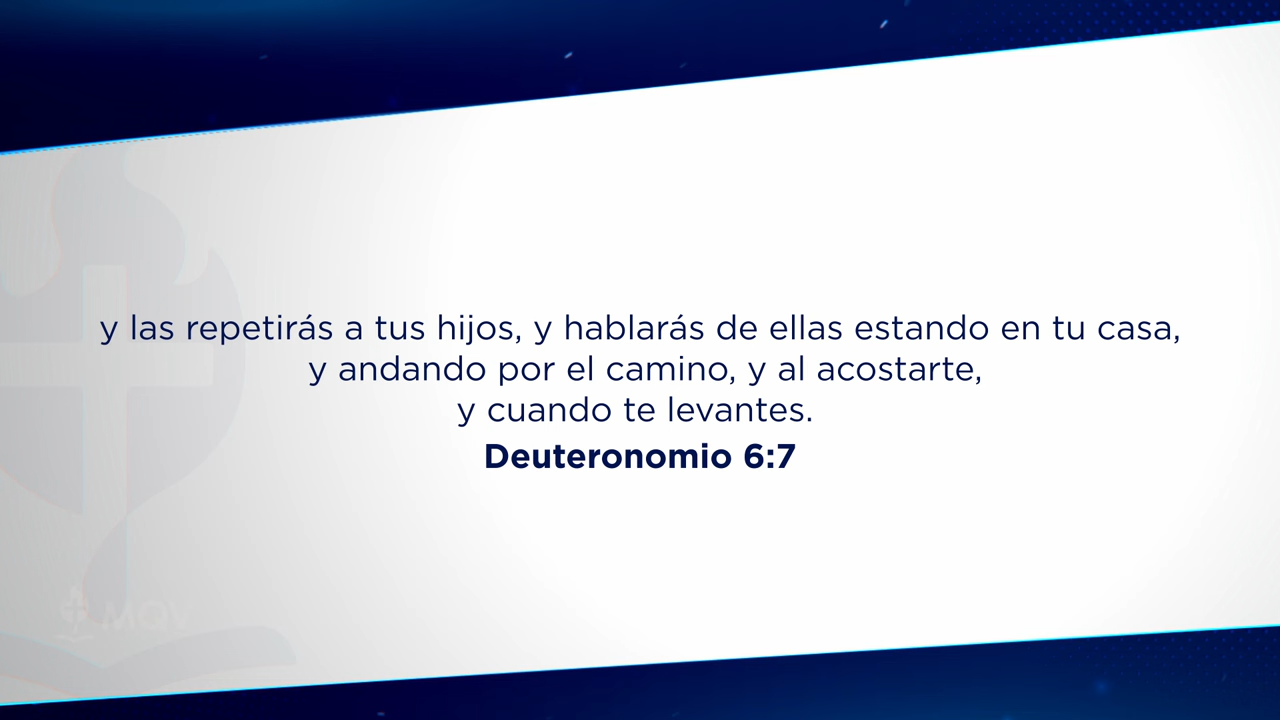 y las repetirás a tus hijos, y hablarás de ellas estando en tu casa,
y andando por el camino, y al acostarte,
y cuando te levantes.
Deuteronomio 6:7
MQV